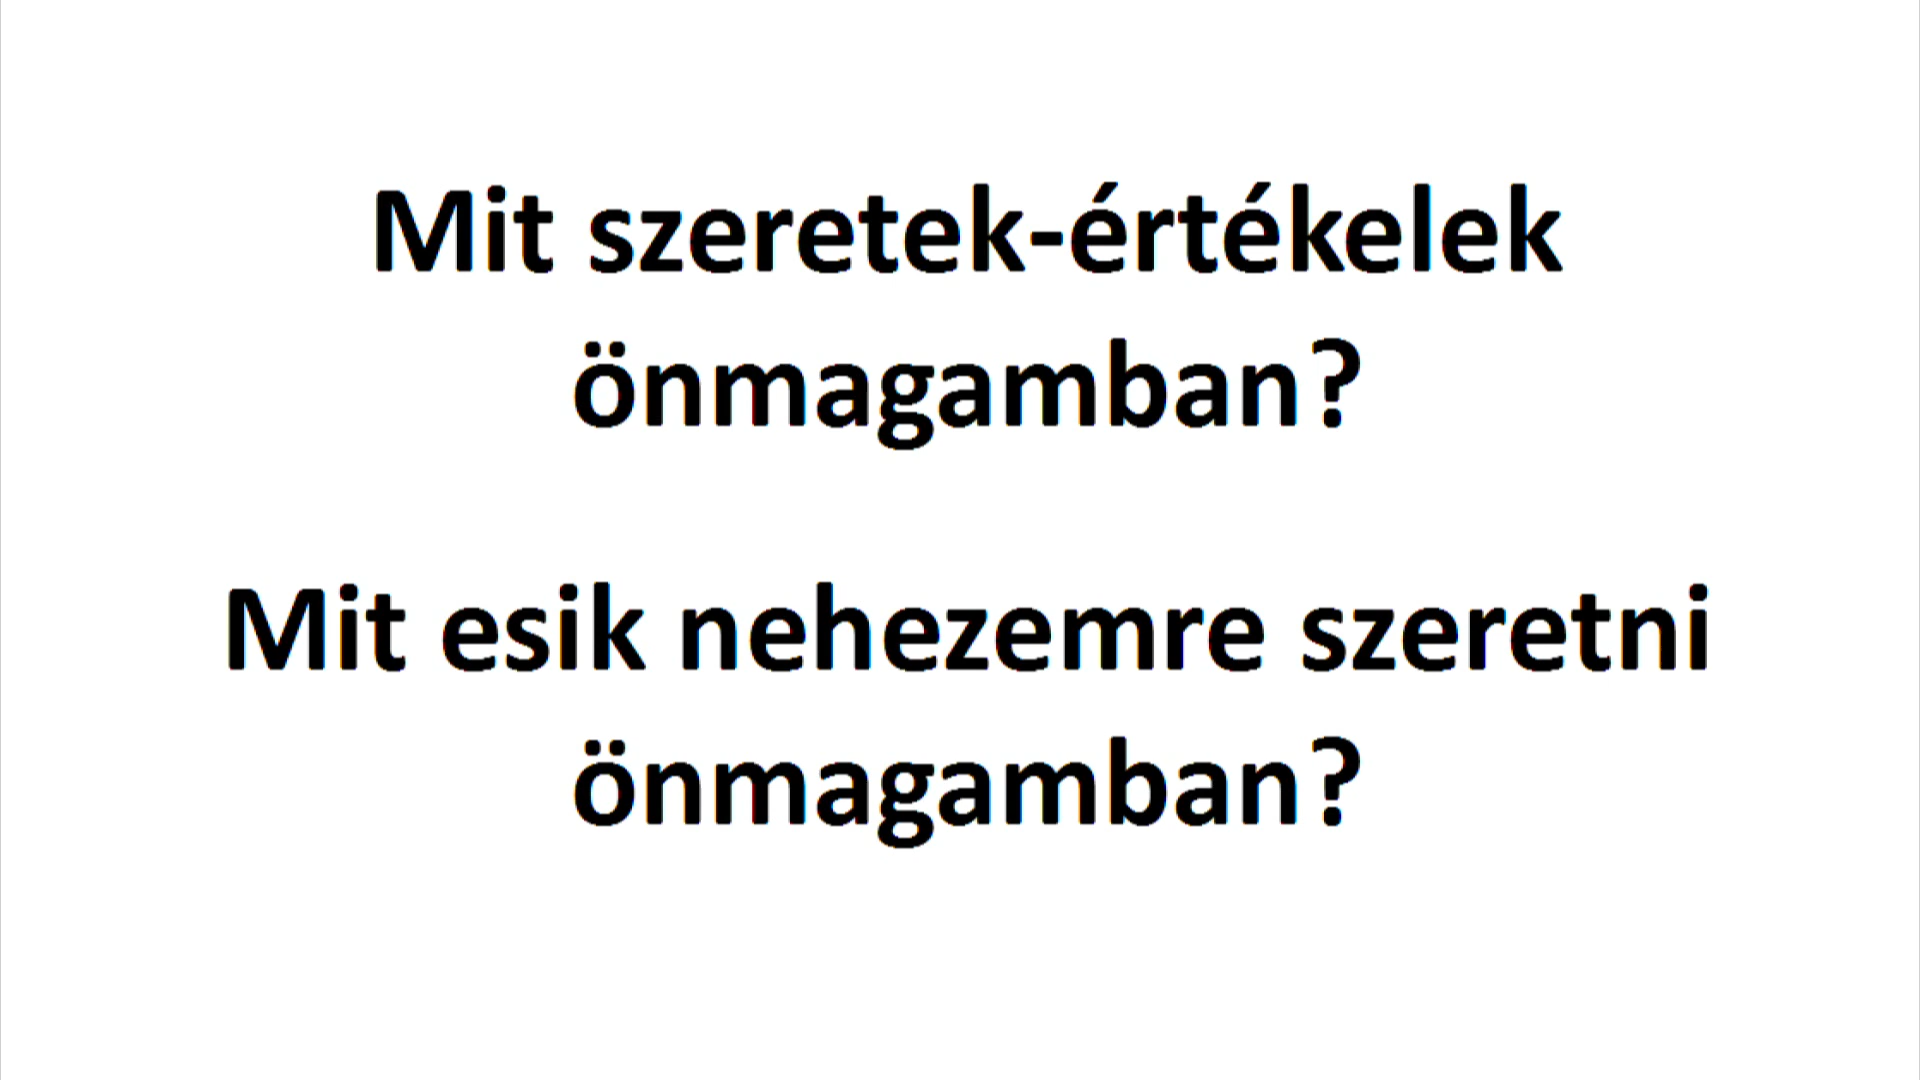 Mit szeretek-értékelek
önmagamban?
Mit esik nehezemre szeretni
önmagamban?